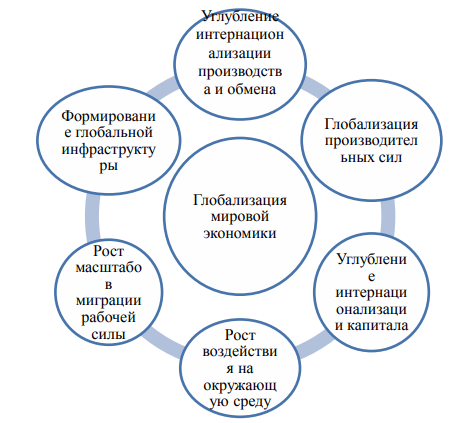 Углубление
интернацион
ализации
производств
а и обмена
Глобализация
производител
ьных сил
Углублени
е
интернаци
онализаци
и капитала
Рост
воздействи
я на
окружающ
ую среду
Рост
масштабо
в
миграции
рабочей
силы
Формировани
е глобальной
инфраструкту
ры
Глобализация
мировой
экономики